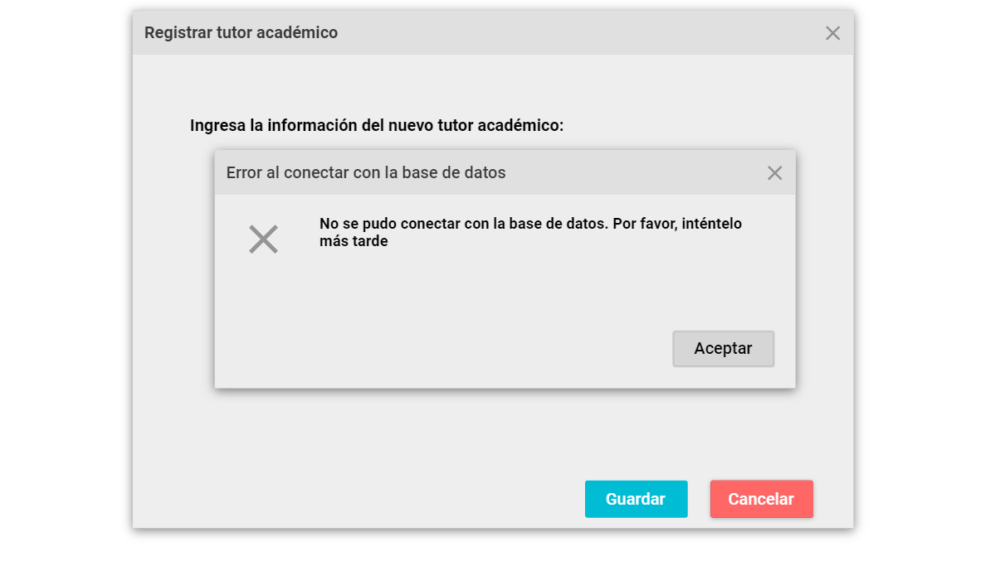 Registrar tutor académico
Ingresa la información del nuevo tutor académico:
Error al conectar con la base de datos
No se pudo conectar con la base de datos. Por favor, inténtelo
más tarde
Aceptar
Guardar
Cancelar